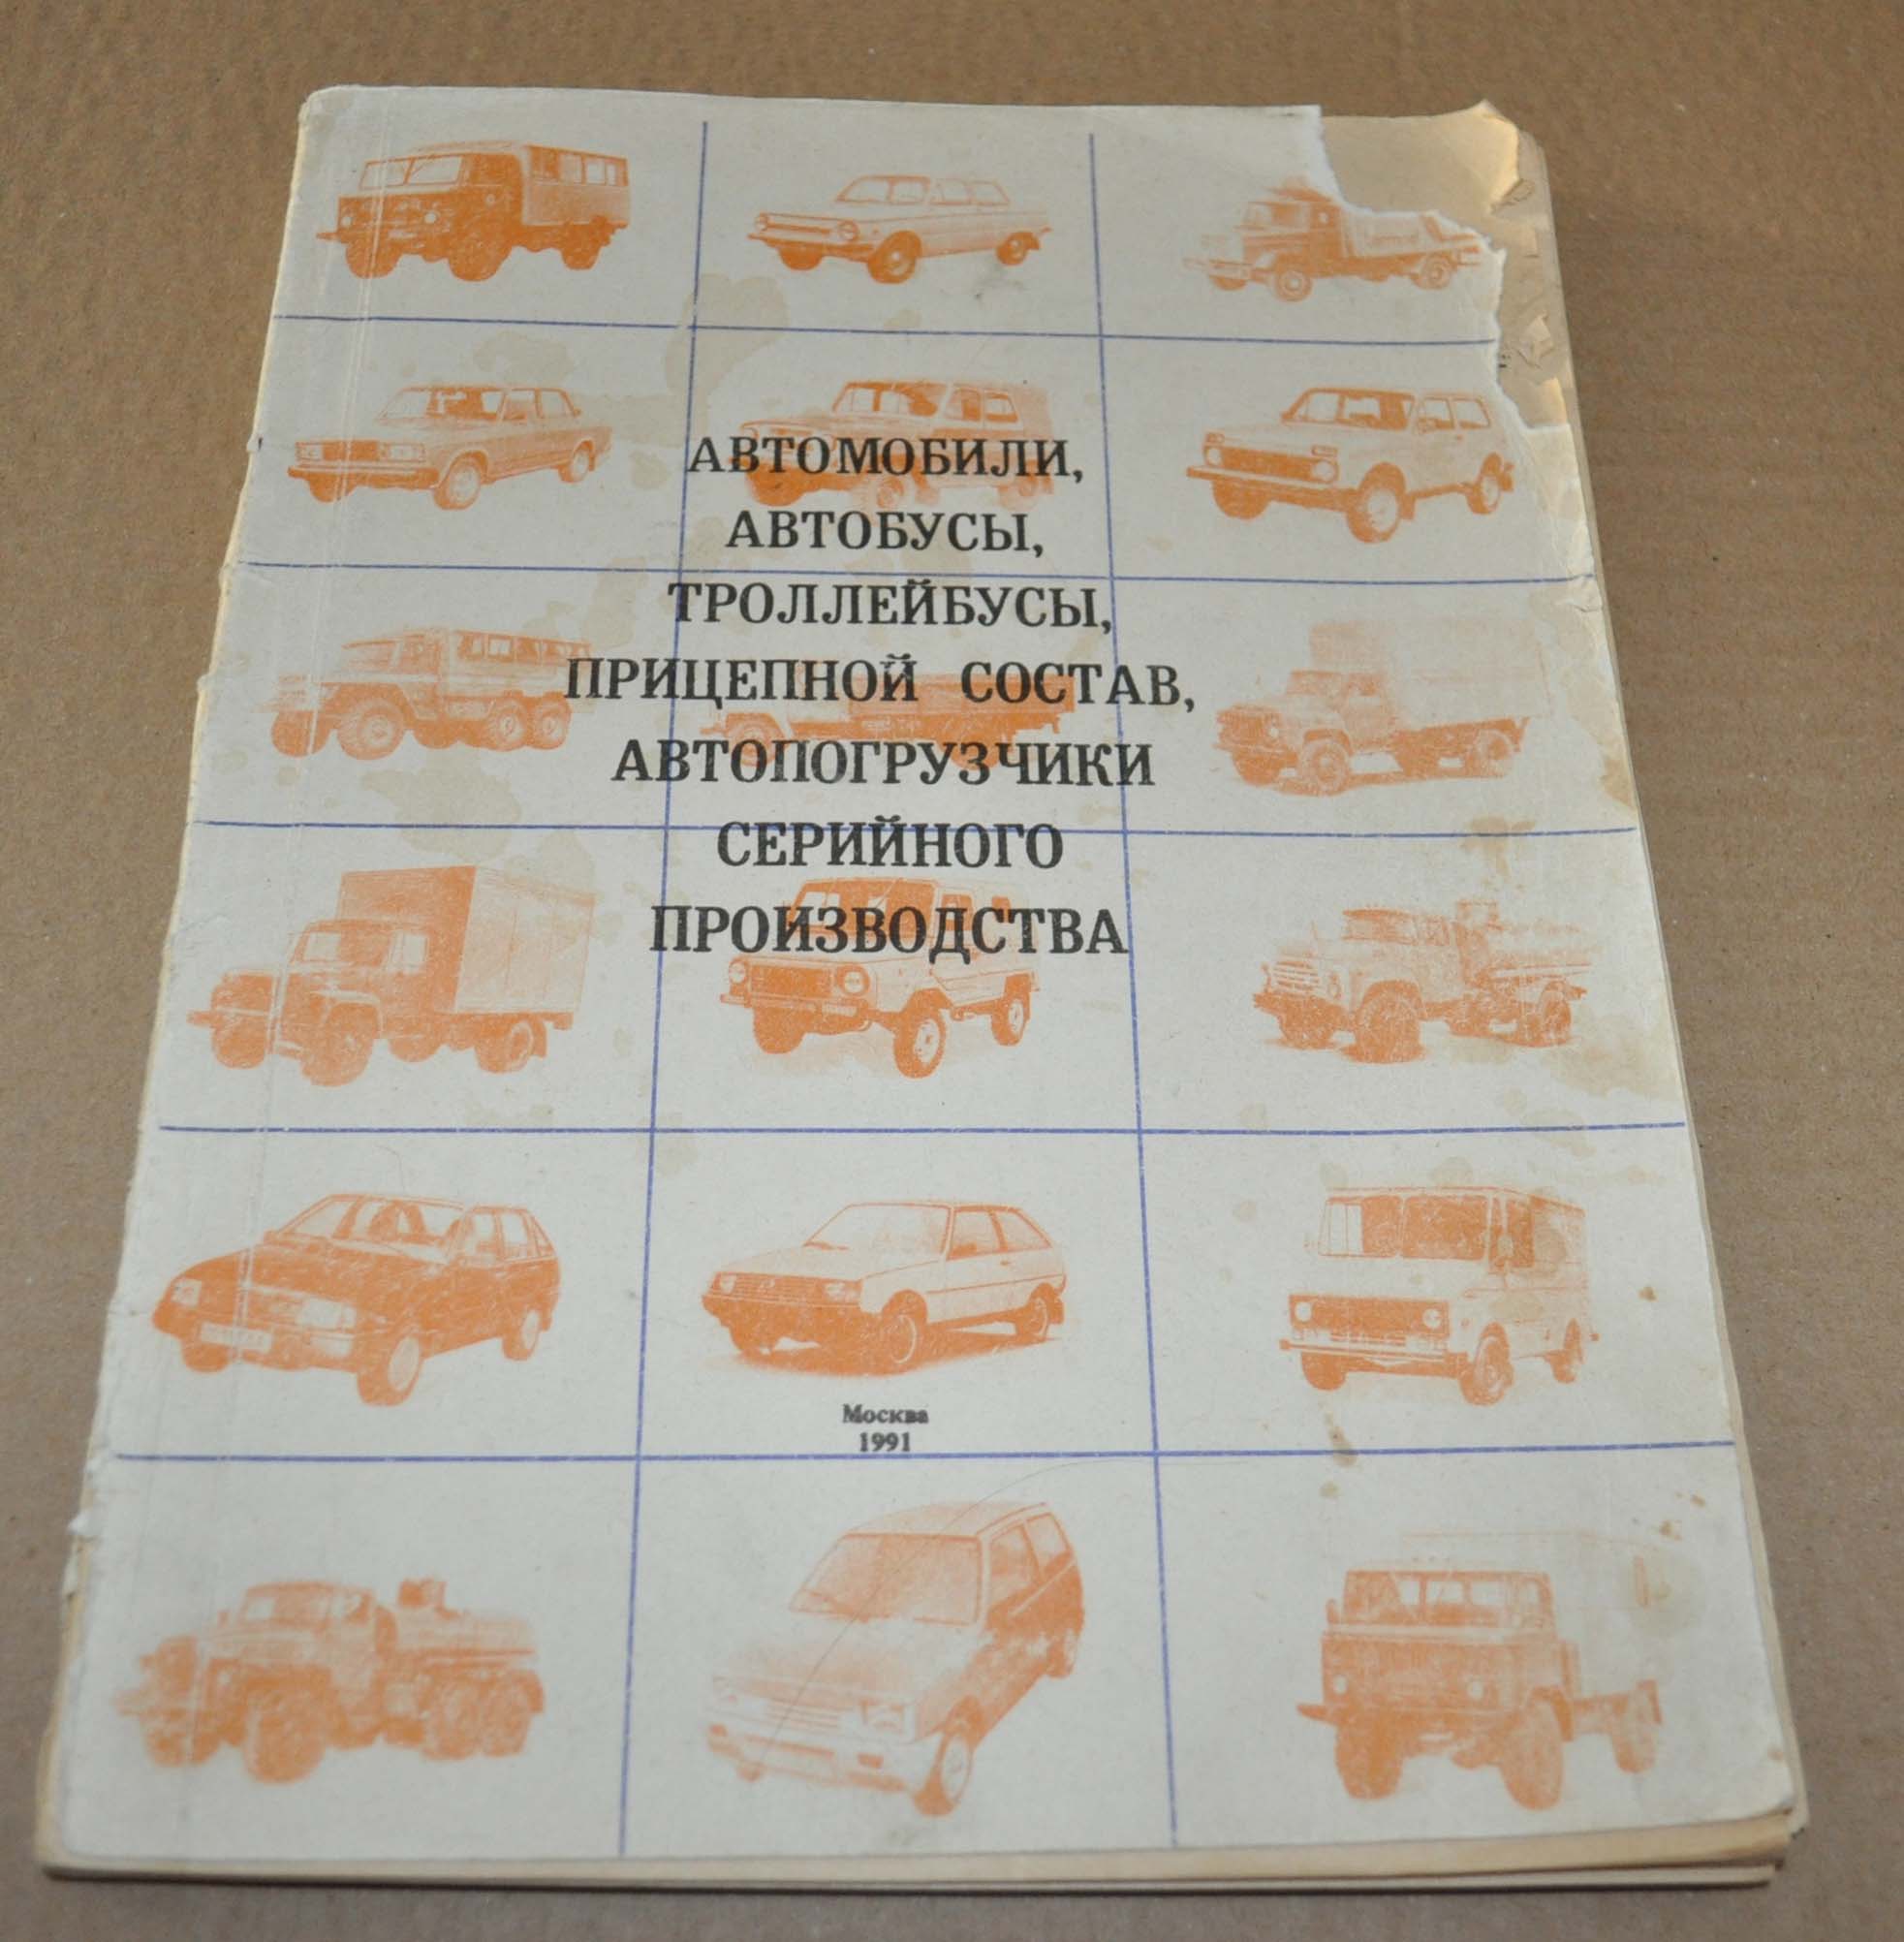 АВТОМОБИЛИ,
АВТОБУСЫ,
ТРОЛЛЕЙБУСЫ,
ПРИЦЕПНОЙ СОСТАВ,
АВТОПОГРУЗЧИКИ
СЕРИЙНОГО
ПРОИЗВОДСТВА
Москва
1991